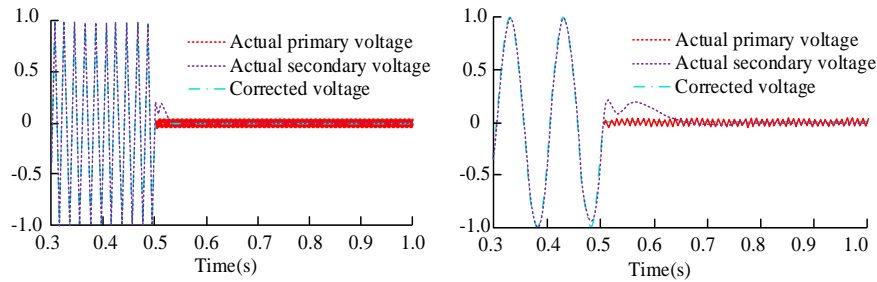 1.0
0.5
0
-0.5
-1.0
0.3 0.4 0.5 0.6 0.7 0.8 0.9 1.0
Time(s)
Actual primary voltage
Actual secondary voltage
Corrected voltage
1.0
0.5
0
-0.5
-1.0
0.3 0.4 0.5 0.6 0.7 0.8 0.9 1.0
Time(s)
Actual primary voltage
Actual secondary voltage
Corrected voltage